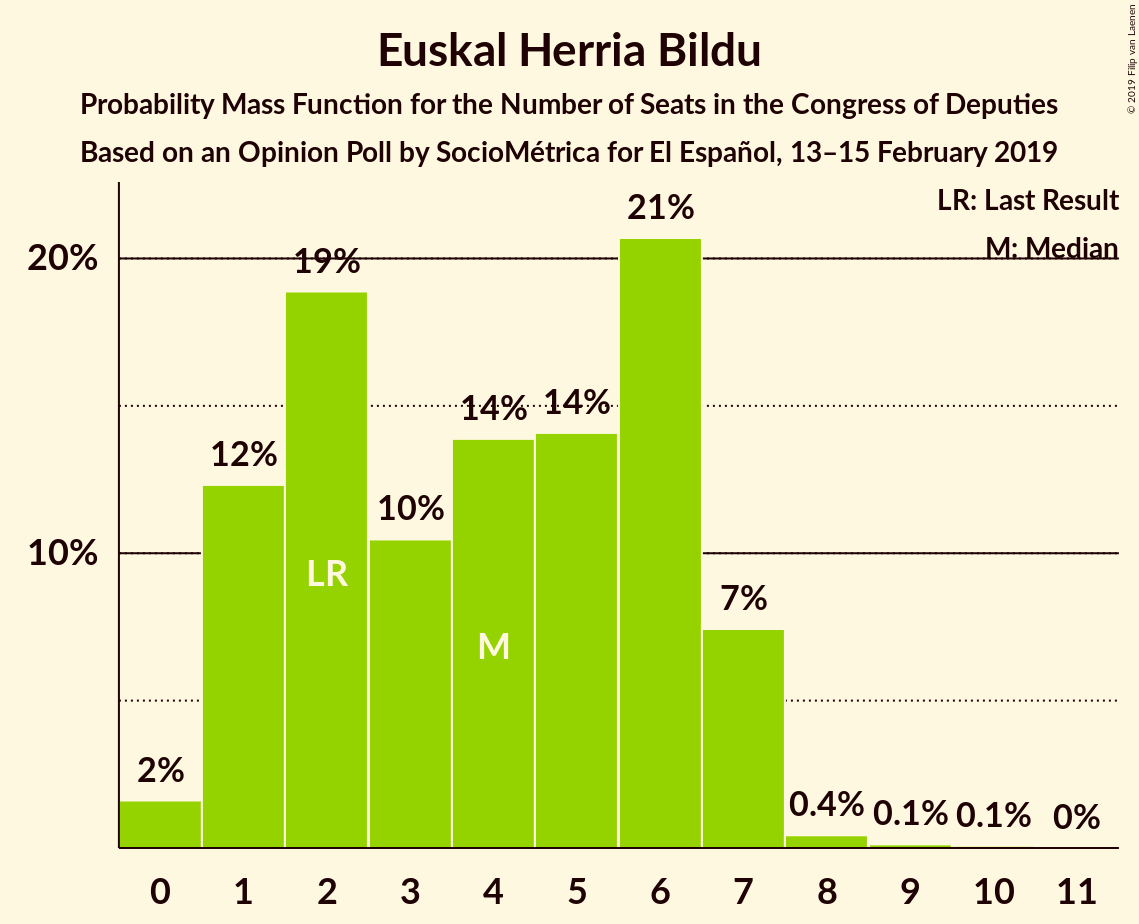 Euskal Herria Bildu
Probability Mass Function for the Number of Seats in the Congress of Deputies
Based on an Opinion Poll by SocioMétrica for El Español, 13–15 February 2019
© 2019 Filip van Laenen
LR: Last Result
M: Median
20%
10%
2%
12%
19%
10%
14%
14%
21%
7%
0.4%
0.1%
0.1%
0%
LR
M
0 1 2 3 4 5 6 7 8 9 10 11